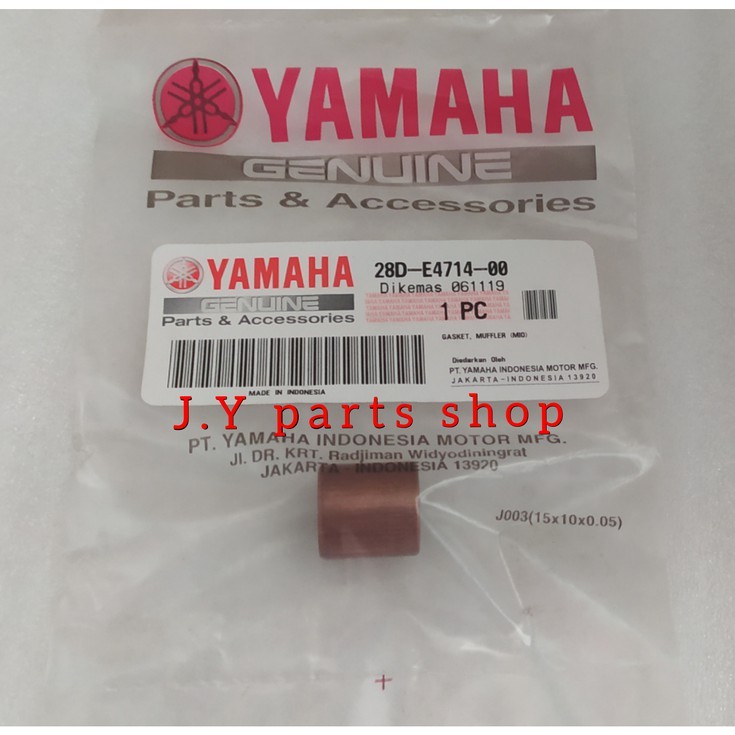 YAMAHA
GENUINE
Parts & Accessories
YAMAHA
GENUINE
Parts & Accessories
28D-E4714-00
Dikemas 061119
1 PC
GASKET, MUFFLER (MIO)
Diedarkan Oleh
PT. YAMAHA INDONESIA MOTOR MFG.
JAKARTA-INDONESIA 13920
MADE IN INDONESIA
J.Y parts shop
PT. YAMAHA INDONESIA MOTOR MFG.
Jl. DR. KRT. Radjiman Widyodiningrat
JAKARTA - INDONESIA 13920
J003(15x10x0.05)